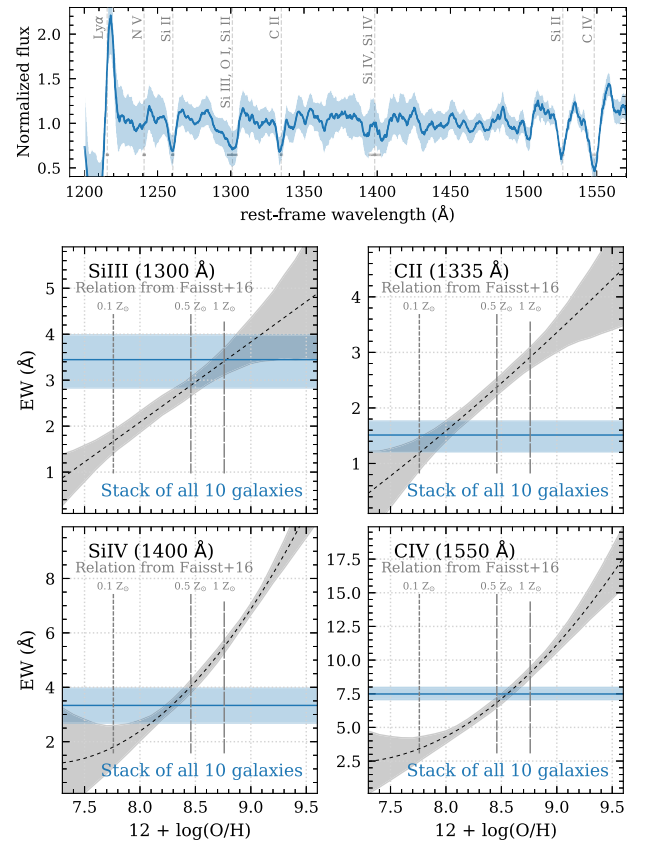 Lyα
N V
Si II
Si III, O I, Si II
C II
Si IV, Si IV
Si II
C IV
Normalized flux
2.0
1.5
1.0
0.5
1200 1250 1300 1350 1400 1450 1500 1550
rest-frame wavelength (Å)
SiIII (1300 Å)
Relation from Faisst+16
0.1 Z⊙ 0.5 Z⊙ 1 Z⊙
EW (Å)
5
4
3
2
1
Stack of all 10 galaxies
CII (1335 Å)
Relation from Faisst+16
0.1 Z⊙ 0.5 Z⊙ 1 Z⊙
4
3
2
1
Stack of all 10 galaxies
SiIV (1400 Å)
Relation from Faisst+16
0.1 Z⊙ 0.5 Z⊙ 1 Z⊙
EW (Å)
8
6
4
2
Stack of all 10 galaxies
7.5 8.0 8.5 9.0 9.5
12 + log(O/H)
CIV (1550 Å)
Relation from Faisst+16
0.1 Z⊙ 0.5 Z⊙ 1 Z⊙
17.5
15.0
12.5
10.0
7.5
5.0
2.5
Stack of all 10 galaxies
7.5 8.0 8.5 9.0 9.5
12 + log(O/H)